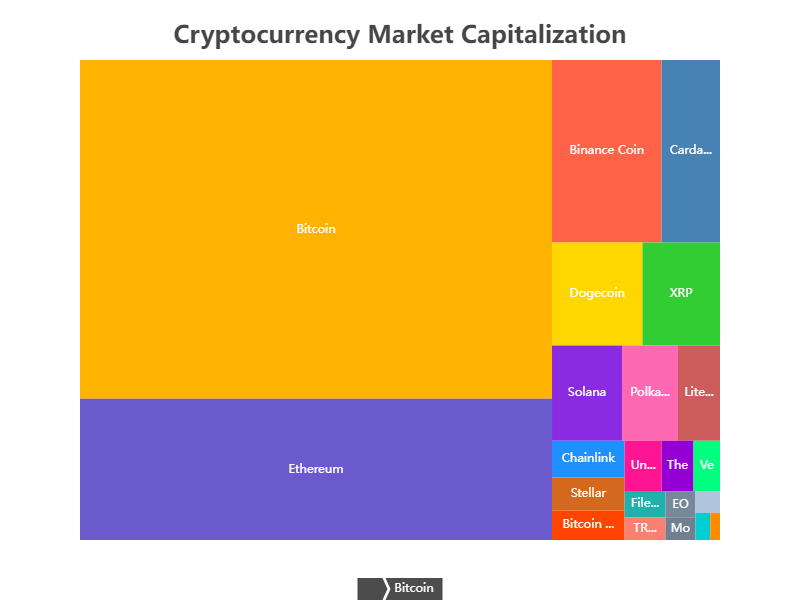 Cryptocurrency Market Capitalization
Bitcoin
Ethereum
Binance Coin
Carda...
Dogecoin
XRP
Solana
Polka...
Lite...
Chainlink
Stellar
Bitcoin ...
Un...
The
Ve
File...
EO
TR...
Mo
Bitcoin